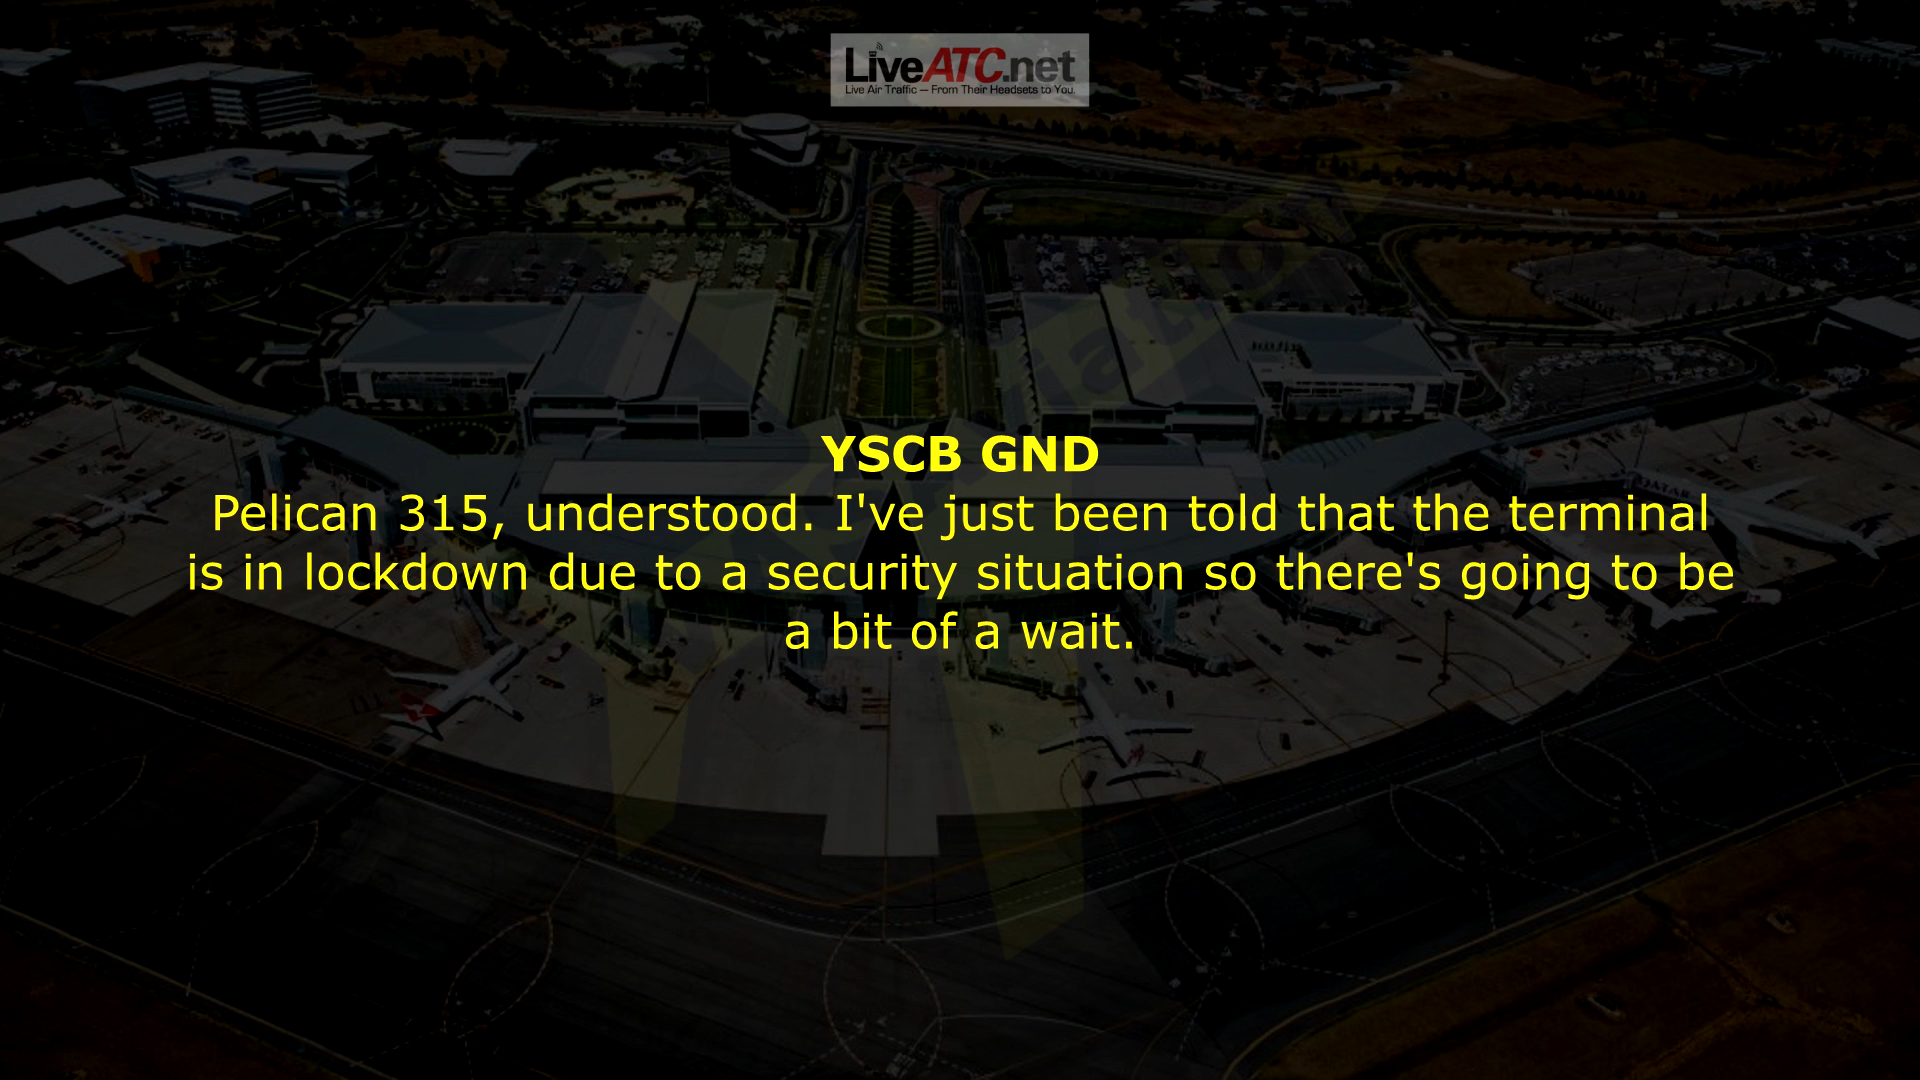 LiveATC.net
Live Air Traffic — From Their Headsets to You.
YSCB GND
Pelican 315, understood. I've just been told that the terminal
is in lockdown due to a security situation so there's going to be
a bit of a wait.
QATAR